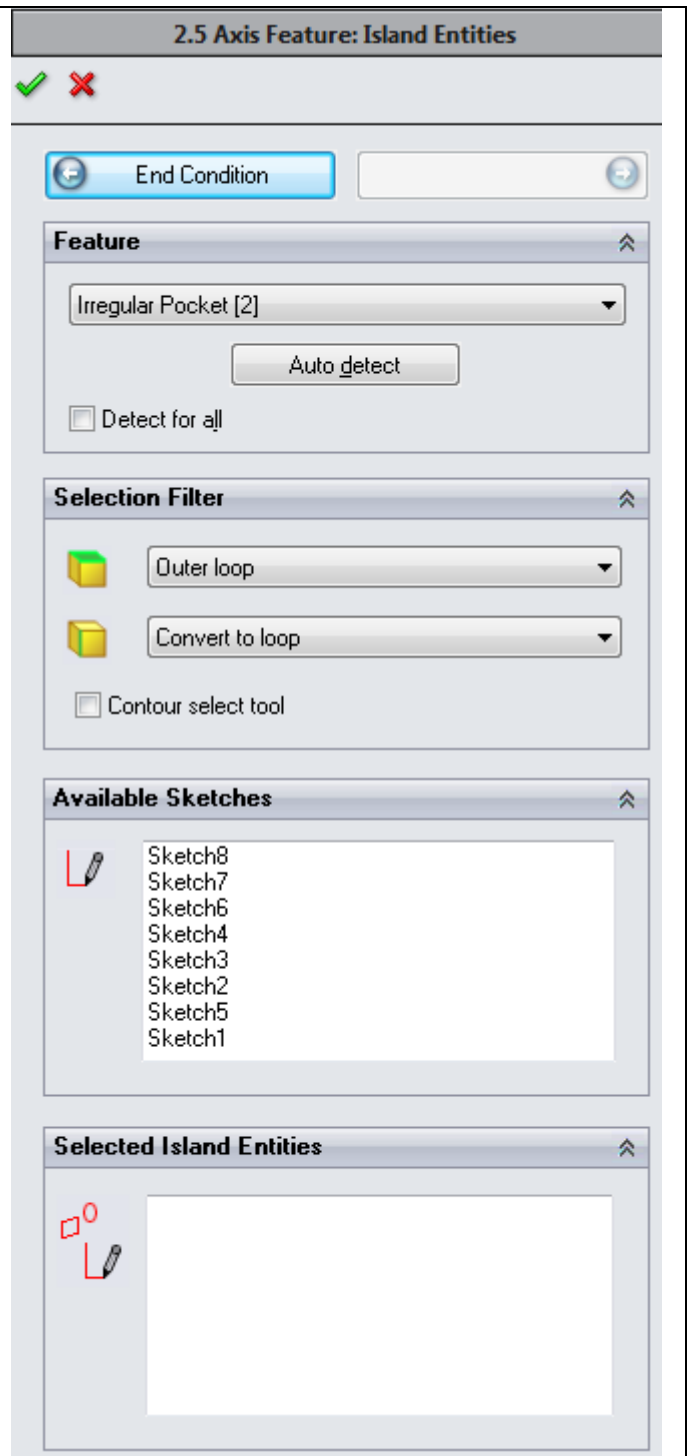 2.5 Axis Feature: Island Entities
End Condition
Feature
Irregular Pocket [2]
Auto detect
Detect for all
Selection Filter
Outer loop
Convert to loop
Contour select tool
Available Sketches
Sketch8
Sketch7
Sketch6
Sketch4
Sketch3
Sketch2
Sketch5
Sketch1
Selected Island Entities